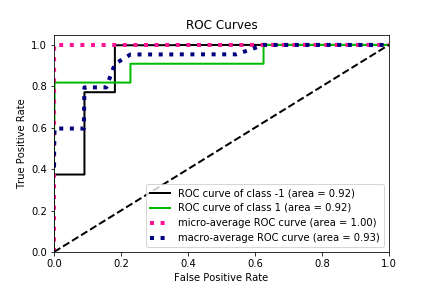 ROC Curves
True Positive Rate
1.0
0.8
0.6
0.4
0.2
0.0
ROC curve of class -1 (area = 0.92)
ROC curve of class 1 (area = 0.92)
micro-average ROC curve (area = 1.00)
macro-average ROC curve (area = 0.93)
0.0 0.2 0.4 0.6 0.8 1.0
False Positive Rate